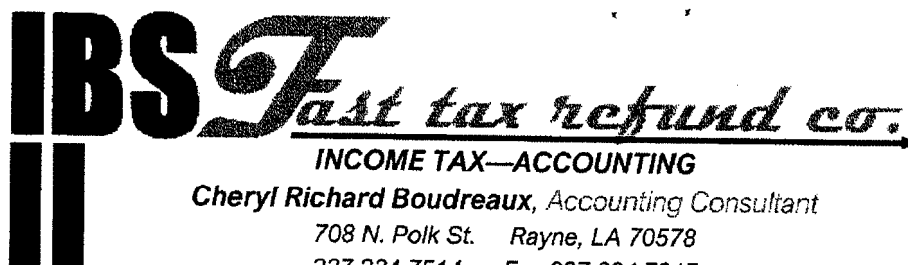 IBS Fast tax refund co.
II
INCOME TAX—ACCOUNTING
Cheryl Richard Boudreaux, Accounting Consultant
708 N. Polk St. Rayne, LA 70578